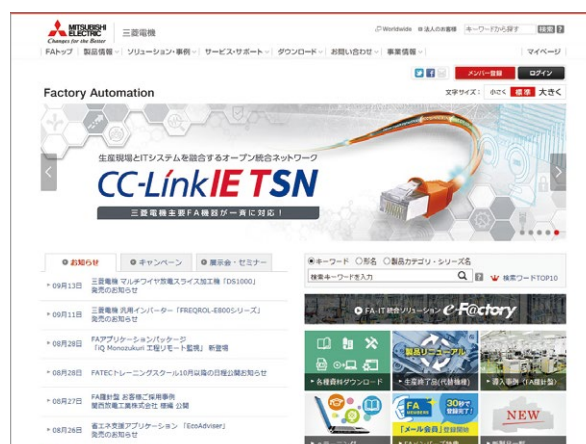 MITSUBISHI
ELECTRIC
Changes for the Better
三菱電機
Worldwide
法人のお客様
キーワードから探す
検索
?
FAトップ
製品情報
ソリューション・事例
サービス・サポート
ダウンロード
お問い合わせ
事業情報
マイページ
メンバー登録
ログイン
Factory Automation
文字サイズ: 小さく 標準 大きく
生産現場とITシステムを融合するオープン統合ネットワーク
CC-Link IE TSN
三菱電機主要FA機器が一斉に対応!
お知らせ
キャンペーン
展示会・セミナー
09月13日 三菱電機 マルチワイヤ放電スライス加工機「DS1000」
発売のお知らせ
09月11日 三菱電機 汎用インバーター「FREQROL-E800シリーズ」
発売のお知らせ
08月28日 FAアプリケーションパッケージ
「iQ Monozukuri 工程リモート監視」 新登場
08月28日 FATECトレーニングスクール10月以降の日程公開お知らせ
08月27日 FA羅針盤 お客様ご採用事例
関西放電工業株式会社 様編 公開
08月26日 省エネ支援アプリケーション 「EcoAdviser」
発売のお知らせ
キーワード 形名 製品カテゴリ・シリーズ名
検索キーワードを入力
?
検索ワードTOP10
FA-IT統合ソリューション e-F@ctory
各種資料ダウンロード
製品リニューアル
生産終了品(代替機種)
導入事例(FA羅針盤)
FA
MEMBERS
30秒で
登録完了!
「メール会員」登録開始
NEW